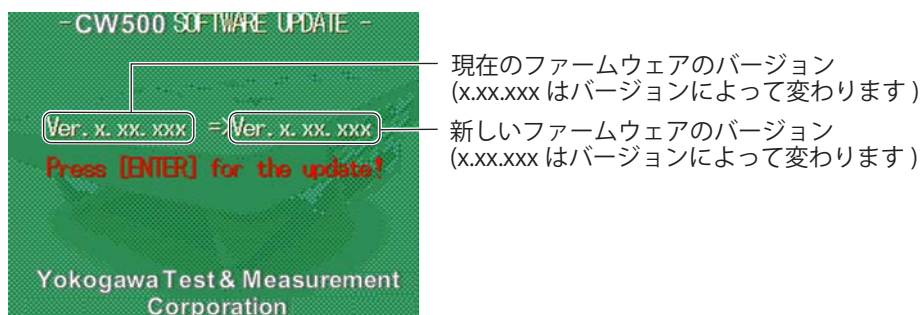 - CW500 SOFTWARE UPDATE -
現在のファームウェアのバージョン
(x.xx.xxx はバージョンによって変わります )
Ver. x. xx. xxx => Ver. x. xx. xxx
新しいファームウェアのバージョン
(x.xx.xxx はバージョンによって変わります )
Press [ENTER] for the update!
Yokogawa Test & Measurement
Corporation